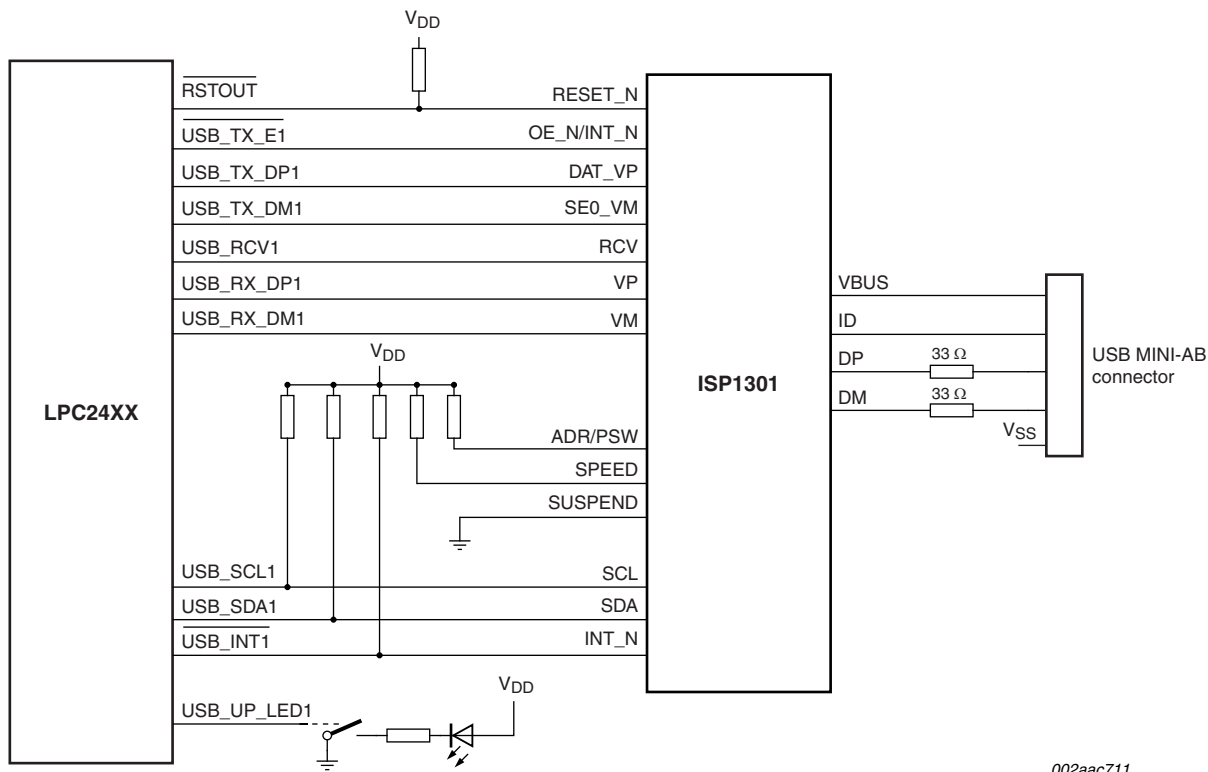 VDD
RSTOUT
RESET_N
USB_TX_E1
OE_N/INT_N
USB_TX_DP1
DAT_VP
USB_TX_DM1
SE0_VM
USB_RCV1
RCV
USB_RX_DP1
VP
USB_RX_DM1
VM
VDD
LPC24XX
ISP1301
VBUS
ID
DP
33 Ω
DM
33 Ω
VSS
USB MINI-AB
connector
ADR/PSW
SPEED
SUSPEND
USB_SCL1
SCL
USB_SDA1
SDA
USB_INT1
INT_N
USB_UP_LED1
VDD
002aac711